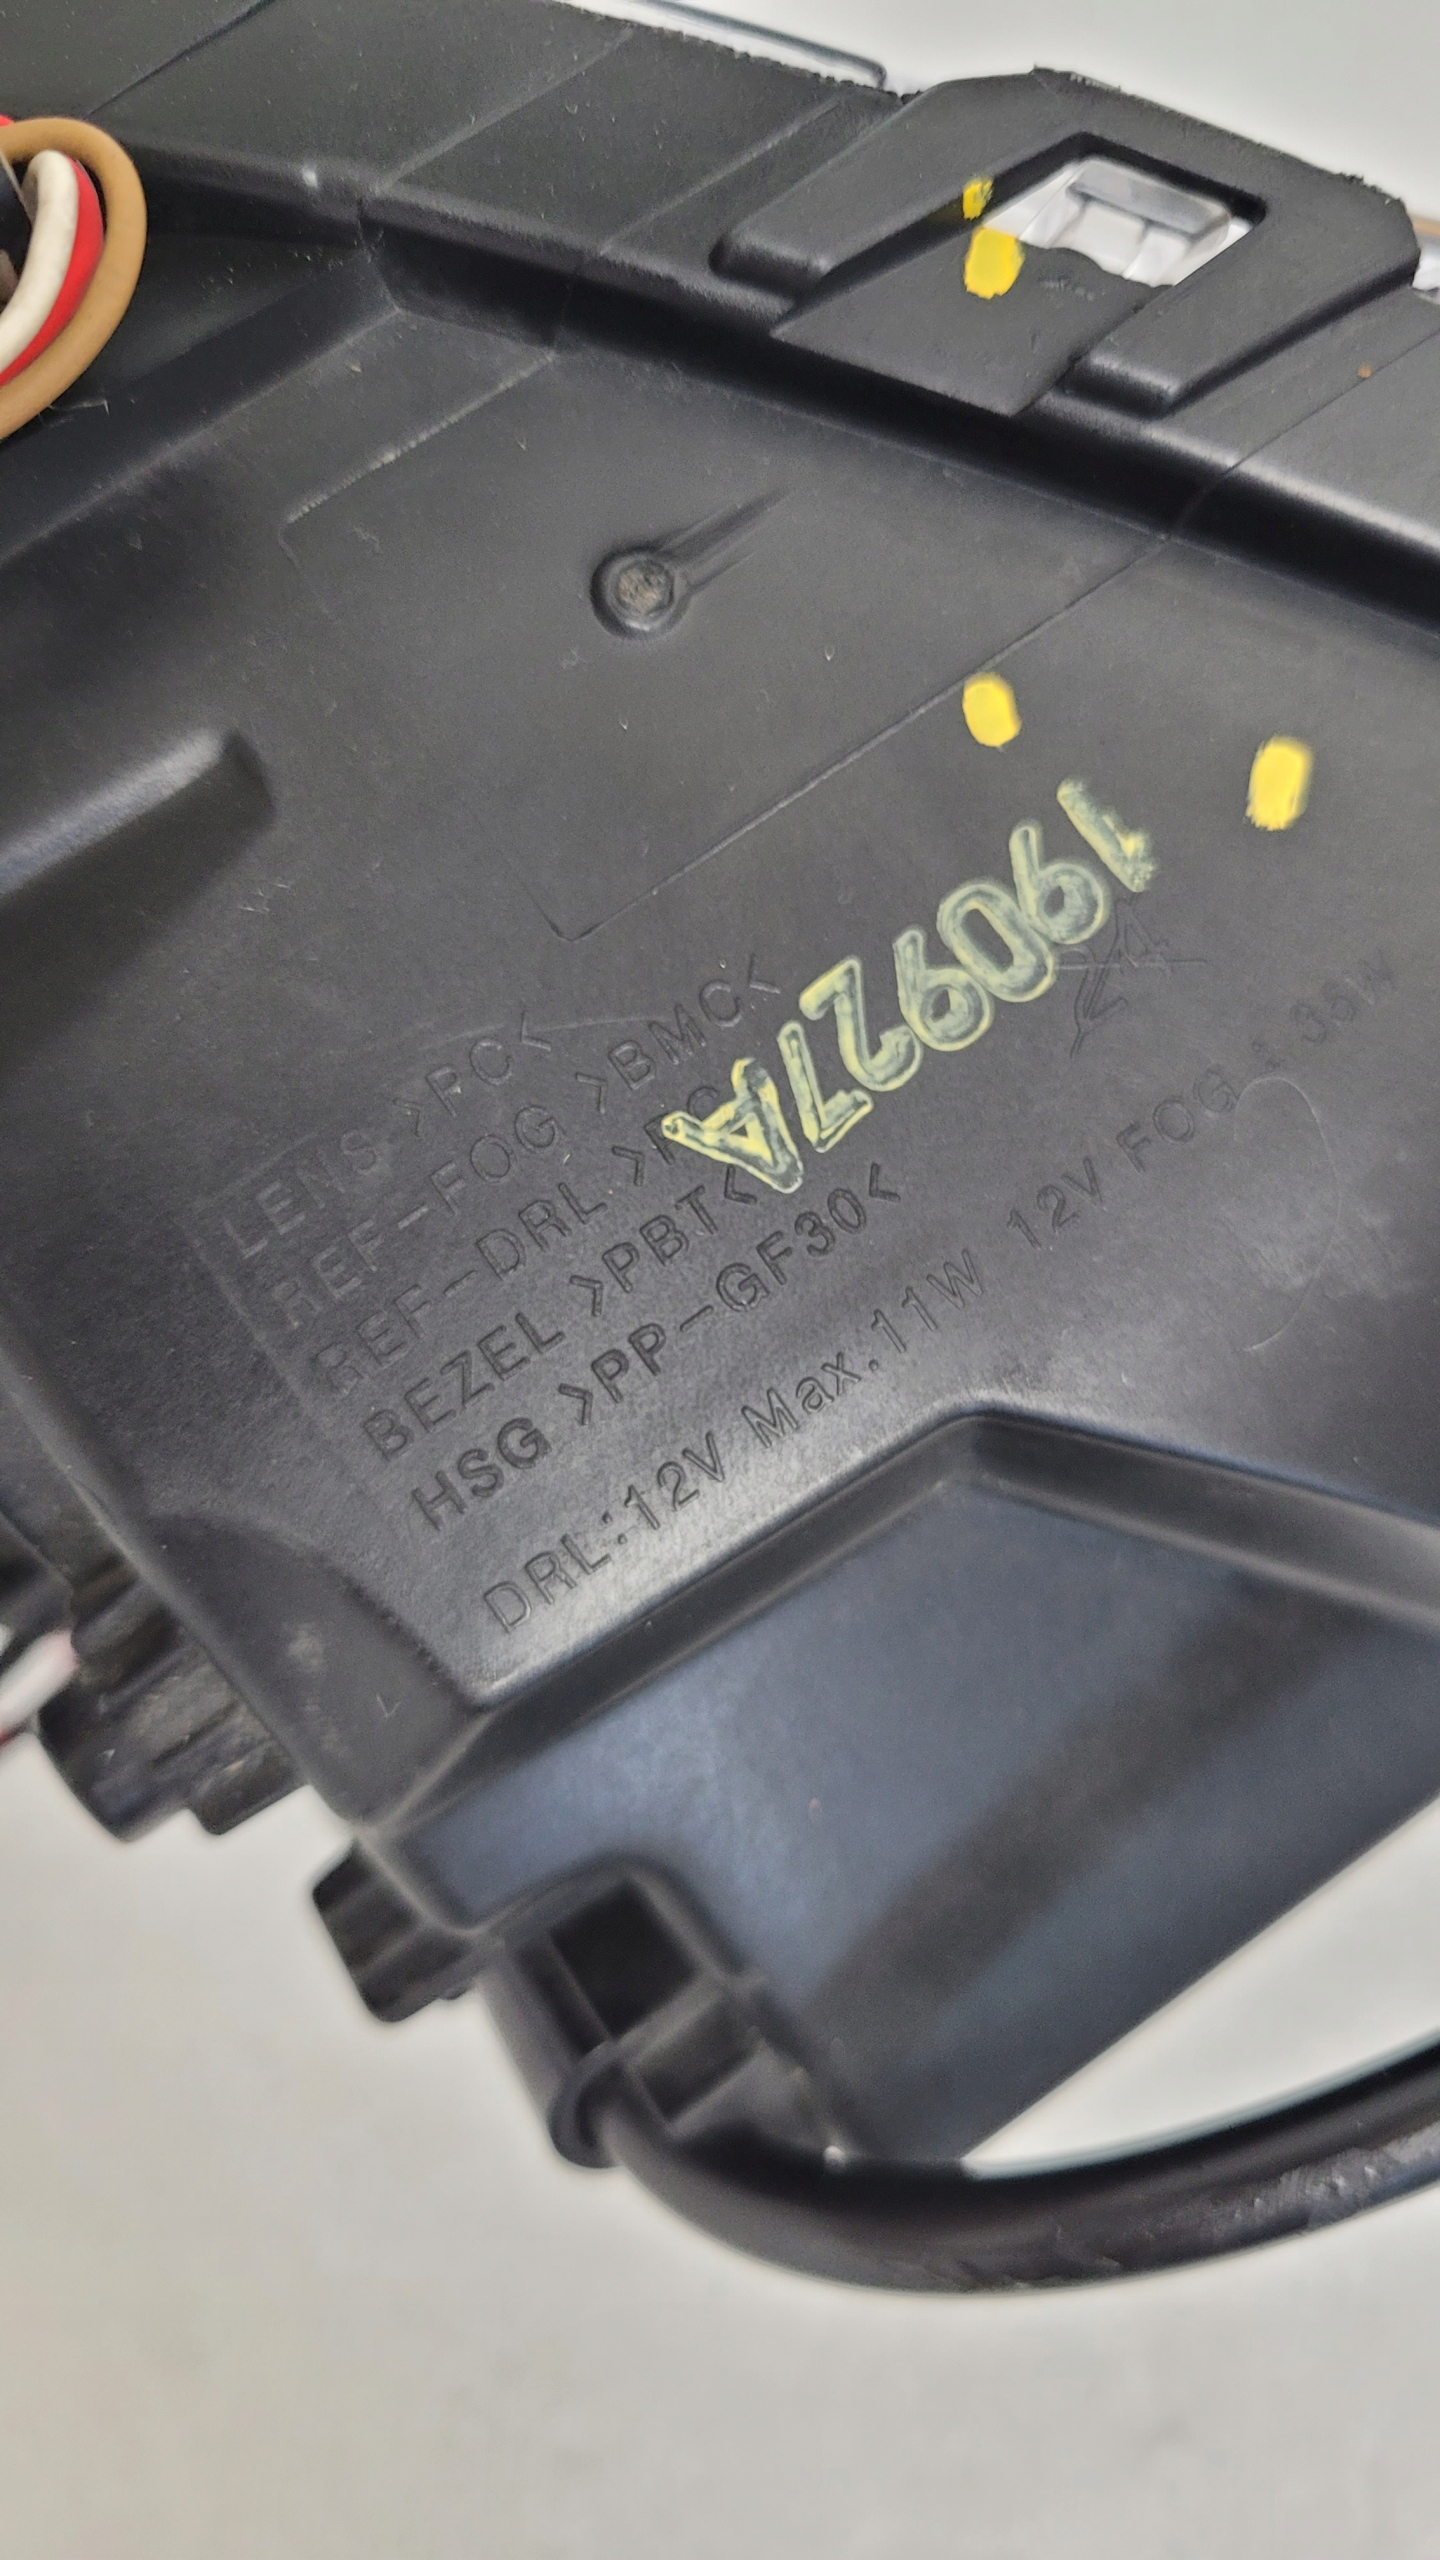 190927A
LENS >PC<
REF-FOG >BMC<
REF-DRL >PC
BEZEL >PBT<
HSG >PP-GF30<
DRL:12V Max.11W 12V FOG : 35W